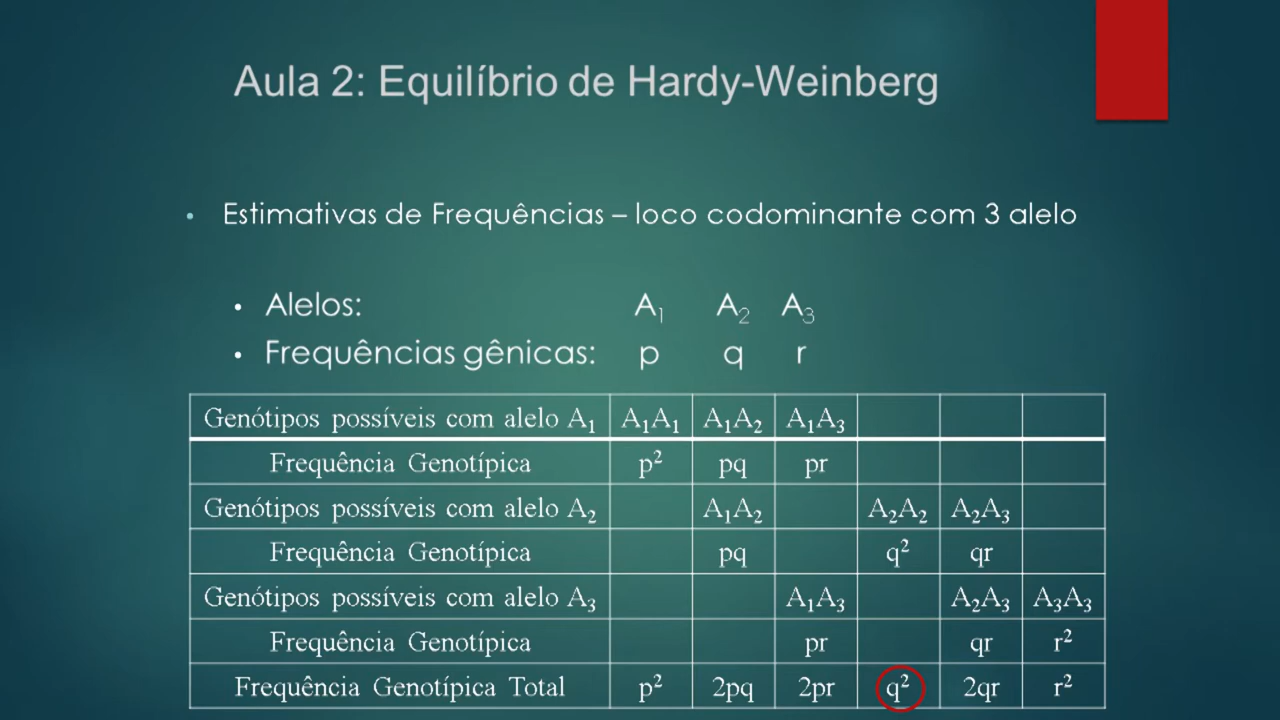 Aula 2: Equilíbrio de Hardy-Weinberg
• Estimativas de Frequências – loco codominante com 3 alelo
• Alelos: A₁ A₂ A₃
• Frequências gênicas: p q r
Genótipos possíveis com alelo A₁ A₁A₁ A₁A₂ A₁A₃
Frequência Genotípica p² pq pr
Genótipos possíveis com alelo A₂ A₁A₂ A₂A₂ A₂A₃
Frequência Genotípica pq q² qr
Genótipos possíveis com alelo A₃ A₁A₃ A₂A₃ A₃A₃
Frequência Genotípica pr qr r²
Frequência Genotípica Total p² 2pq 2pr q² 2qr r²